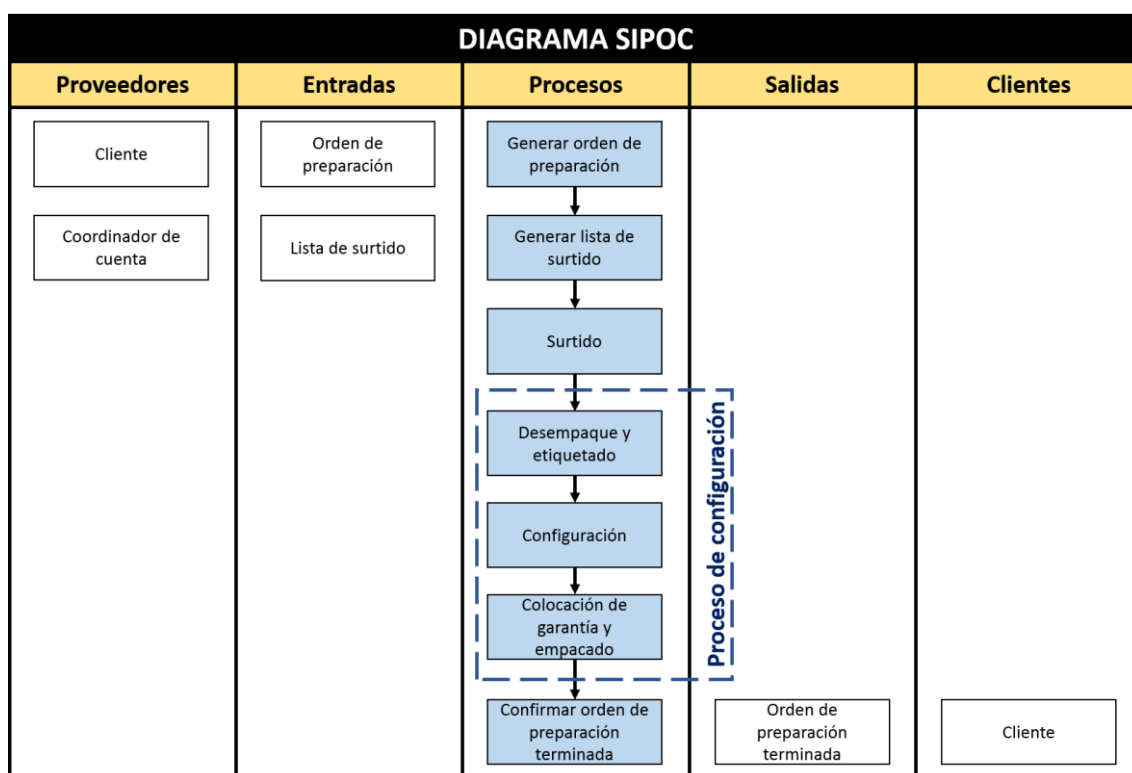 DIAGRAMA SIPOC
Proveedores
Entradas
Procesos
Salidas
Clientes
Cliente
Orden de
preparación
Generar orden de
preparación
Coordinador de
cuenta
Lista de surtido
Generar lista de
surtido
Surtido
Desempaque y
etiquetado
Configuración
Colocación de
garantía y
empacado
Proceso de configuración
Confirmar orden de
preparación
terminada
Orden de
preparación
terminada
Cliente